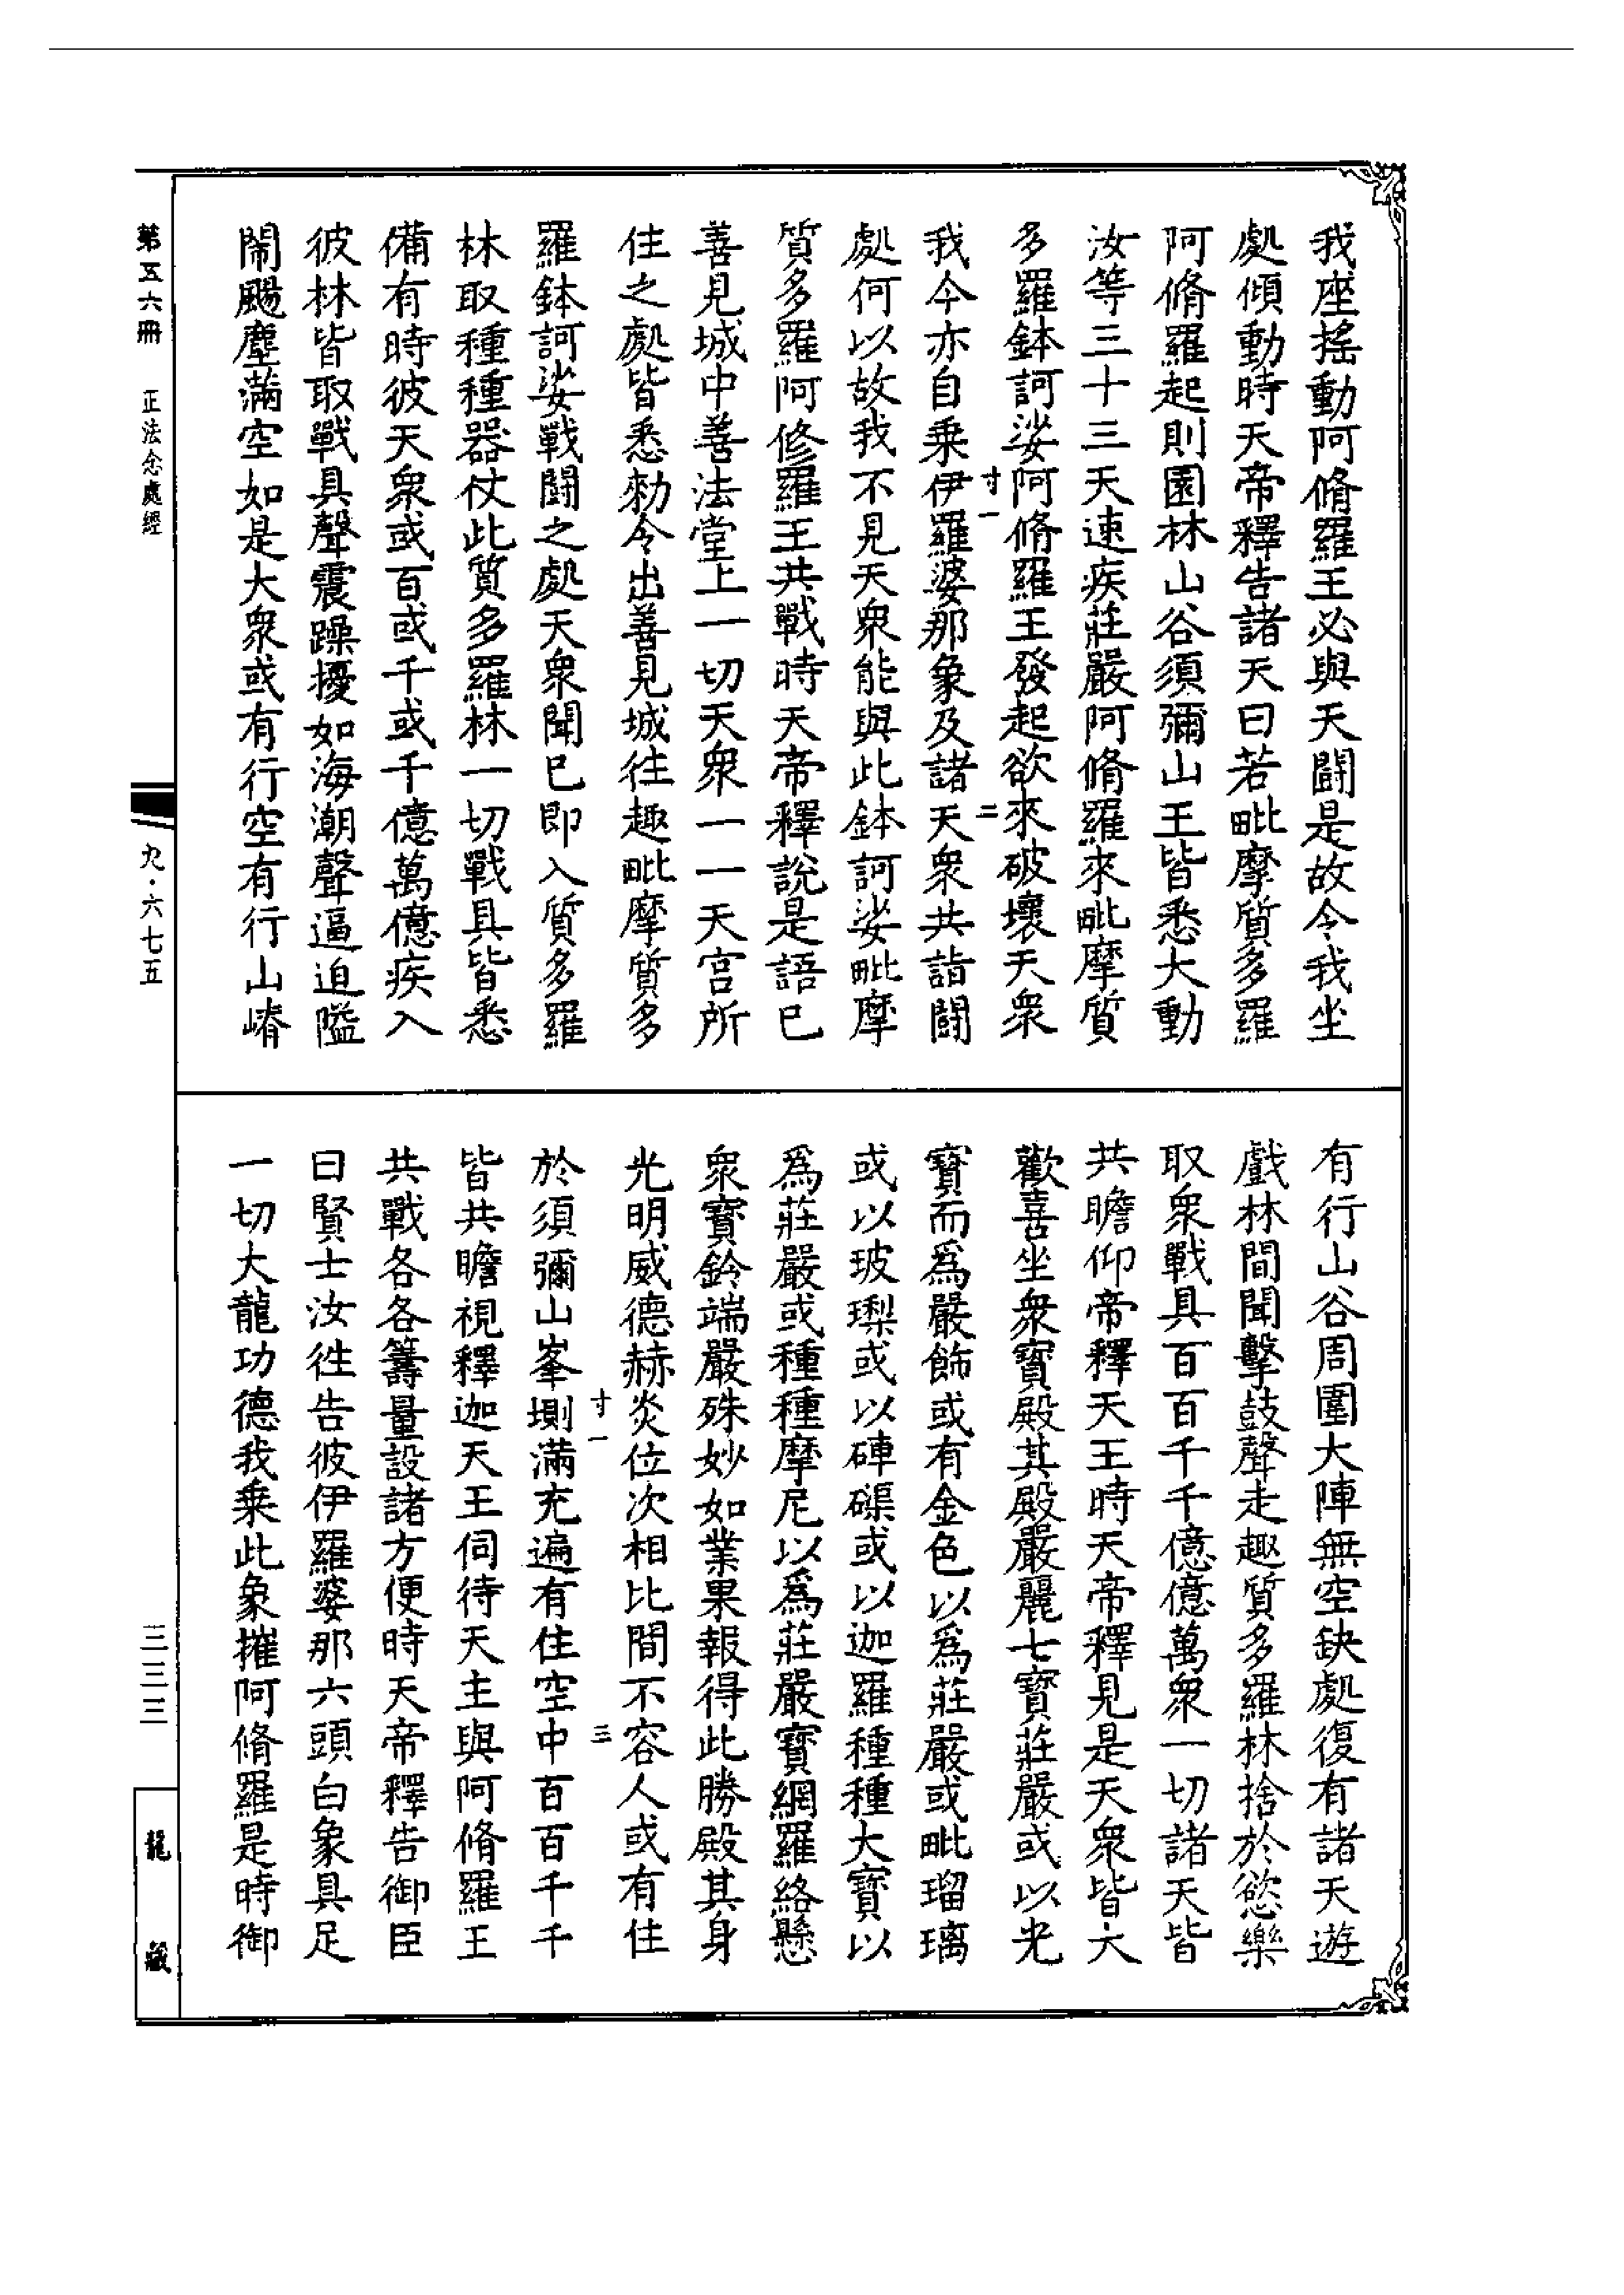 我座搖動阿脩羅王必與天鬪是故令我坐
處傾動時天帝釋告諸天曰若毗摩質多羅
阿脩羅起則園林山谷須彌山王皆悉大動
汝等三十三天速疾莊嚴阿脩羅來毗摩質
多羅鉢訶娑阿脩羅王發起欲來破壞天衆
寸一
二
我今亦自乘伊羅婆那象及諸天衆共詣鬪
處何以故我不見天衆能與此鉢訶娑毗摩
質多羅阿修羅王共戰時天帝釋說是語已
善見城中善法堂上一切天衆一一天宮所
住之處皆悉勑令出善見城往趣毗摩質多
羅鉢訶娑戰鬪之處天衆聞已即入質多羅
林取種種器仗此質多羅林一切戰具皆悉
備有時彼天衆或百或千或千億萬億疾入
彼林皆取戰具聲震躁擾如海潮聲逼迫隘
鬧颺塵滿空如是大衆或有行空有行山嵴
有行山谷周圍大陣無空缺處復有諸天遊
戲林間聞擊鼓聲走趣質多羅林捨於慾樂
取衆戰具百百千千億億萬衆一切諸天皆
共瞻仰帝釋天王時天帝釋見是天衆皆大
歡喜坐衆寶殿其殿嚴麗七寶莊嚴或以光
寶而爲嚴飾或有金色以爲莊嚴或毗瑠璃
或以玻瓈或以硨磲或以迦羅種種大寶以
爲莊嚴或種種摩尼以爲莊嚴寶網羅絡懸
衆寶鈴端嚴殊妙如業果報得此勝殿其身
光明威德赫炎位次相比間不容人或有住
寸一
三
於須彌山峯㘽滿充遍有住空中百百千千
皆共瞻視釋迦天王伺待天主與阿脩羅王
共戰各各籌量設諸方便時天帝釋告御臣
曰賢士汝往告彼伊羅婆那六頭白象具足
一切大龍功德我乘此象摧阿脩羅是時御
第五六冊
正法念處經
九·六七五
三三三
龍藏